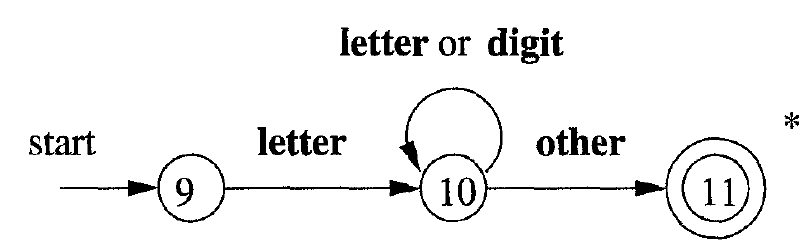 letter or digit
start letter other *
9 10 11